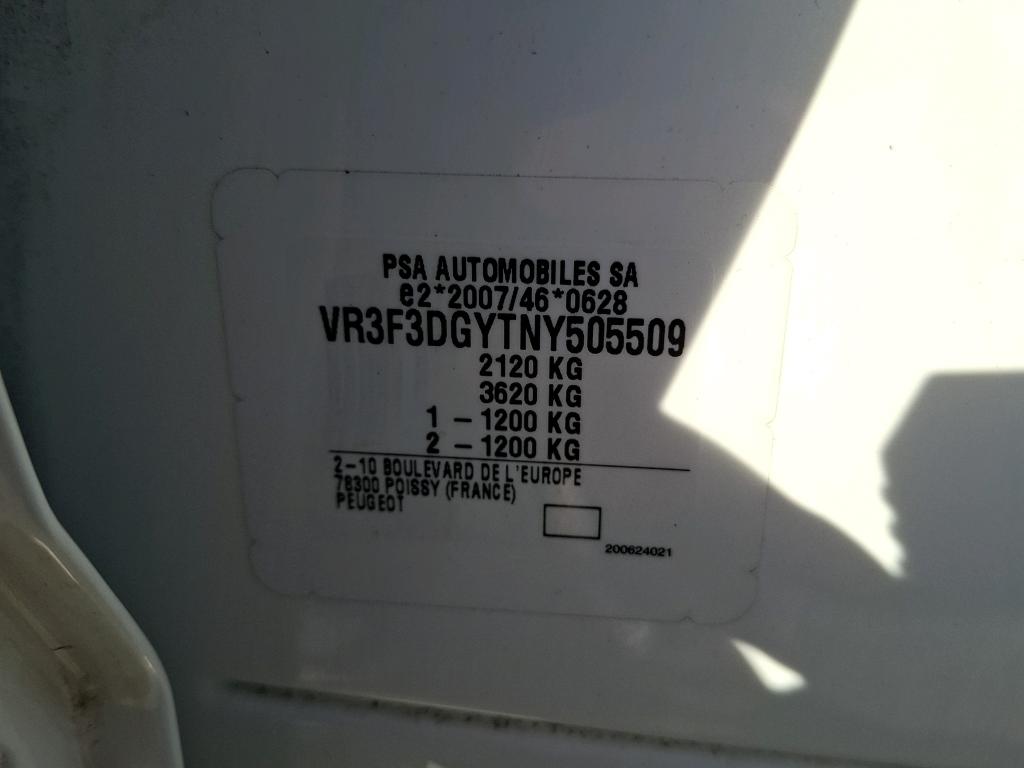 PSA AUTOMOBILES SA
e2*2007/46*0628
VR3F3DGYTNY505509
2120 KG
3620 KG
1 - 1200 KG
2 - 1200 KG
2-10 BOULEVARD DE L'EUROPE
78300 POISSY (FRANCE)
PEUGEOT
200624021